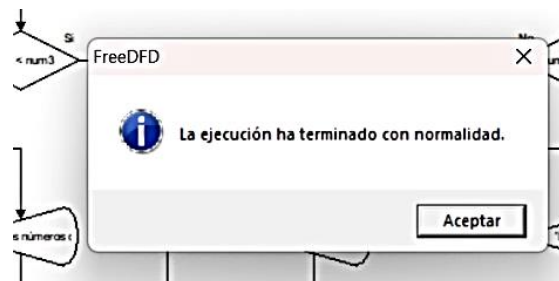 Si
No
< num3
FreeDFD
La ejecución ha terminado con normalidad.
Aceptar
s números